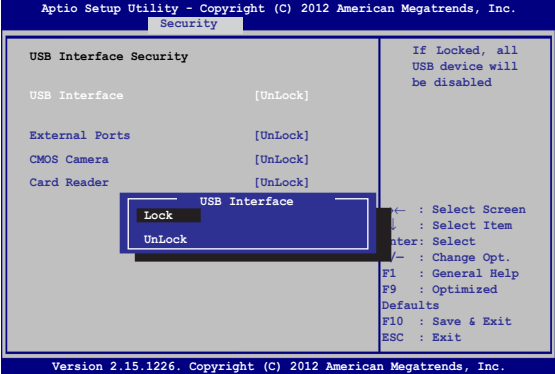 Aptio Setup Utility - Copyright (C) 2012 American Megatrends, Inc.
Security
USB Interface Security
USB Interface [UnLock]
External Ports [UnLock]
CMOS Camera [UnLock]
Card Reader [UnLock]
USB Interface
Lock
UnLock
If Locked, all
USB device will
be disabled
← : Select Screen
↓ : Select Item
nter: Select
/— : Change Opt.
F1 : General Help
F9 : Optimized
Defaults
F10 : Save & Exit
ESC : Exit
Version 2.15.1226. Copyright (C) 2012 American Megatrends, Inc.